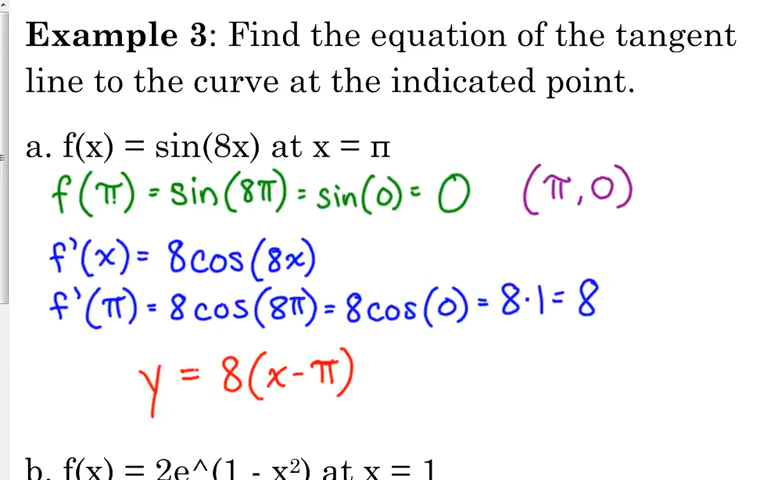 Example 3: Find the equation of the tangent
line to the curve at the indicated point.
a. f(x) = sin(8x) at x = π
f(π) = sin(8π) = sin(0) = 0 (π, 0)
f'(x) = 8cos(8x)
f'(π) = 8cos(8π) = 8cos(0) = 8·1 = 8
y = 8(x-π)
b. f(x) = 2e^(1 - x²) at x = 1